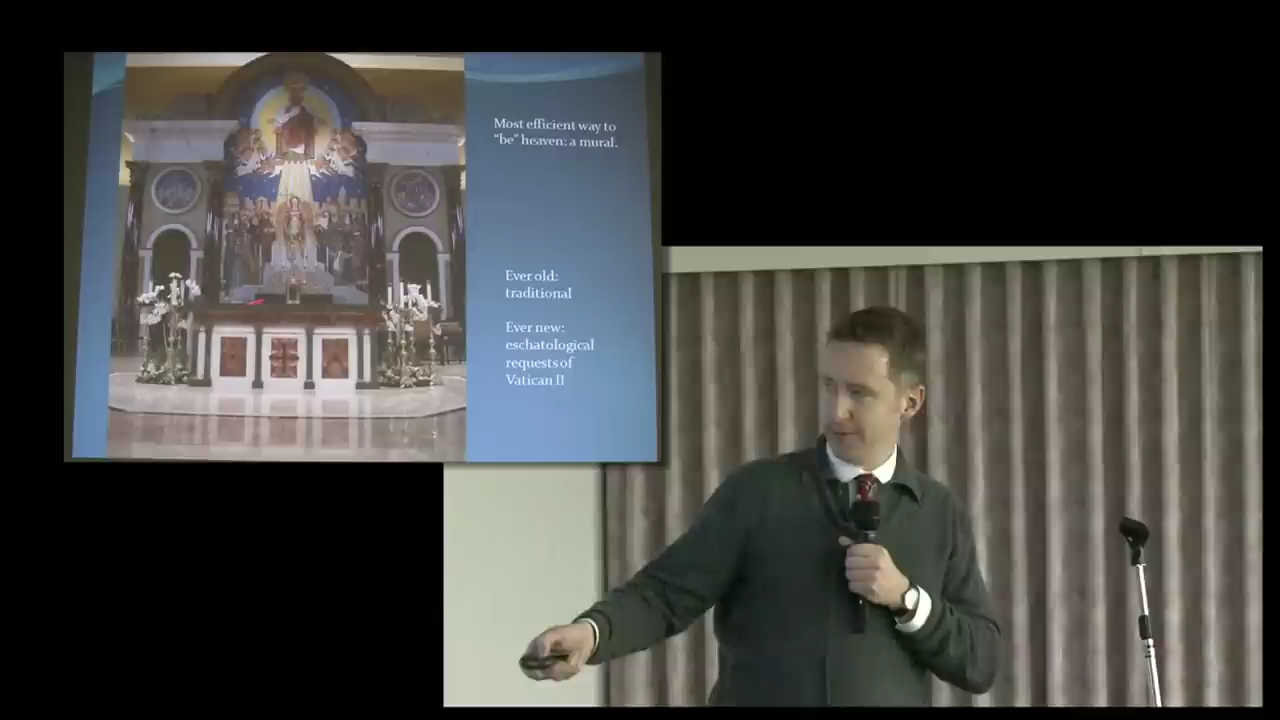 Most efficient way to
“be” heaven: a mural.
Ever old:
traditional
Ever new:
eschatological
requests of
Vatican II